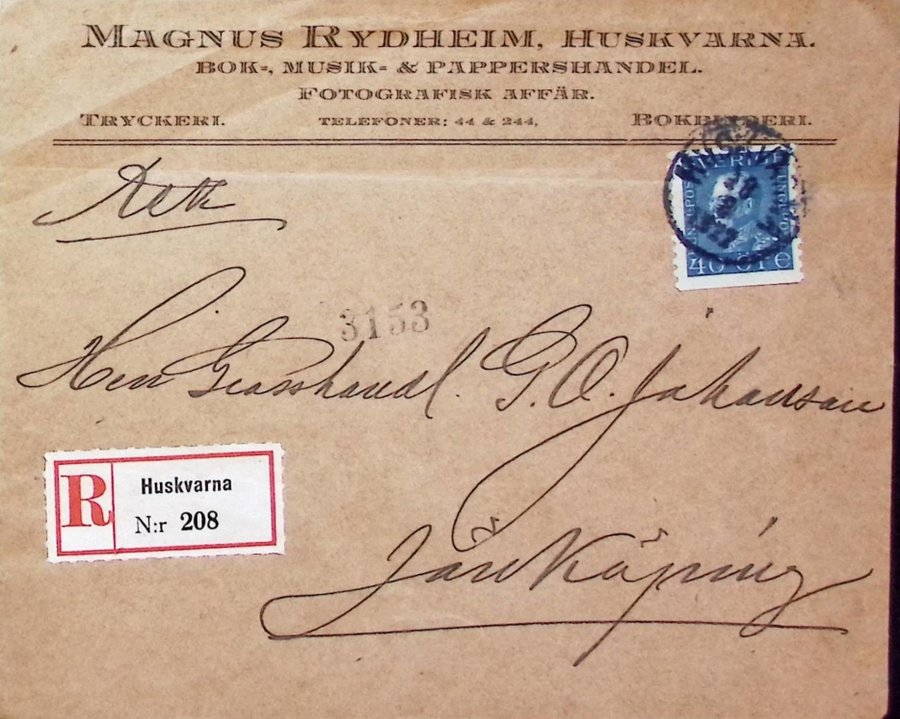 MAGNUS RYDHEIM, HUSKVARNA.
BOK-, MUSIK- & PAPPERSHANDEL.
FOTOGRAFISK AFFÄR.
TRYCKERI. TELEFONER: 44 & 244, BOKBINDERI.
SVERIGE
40 ÖRE
Rek
3153
Herr Grosshandl. G. O. Johansson
R Huskvarna
N:r 208
Jönköping